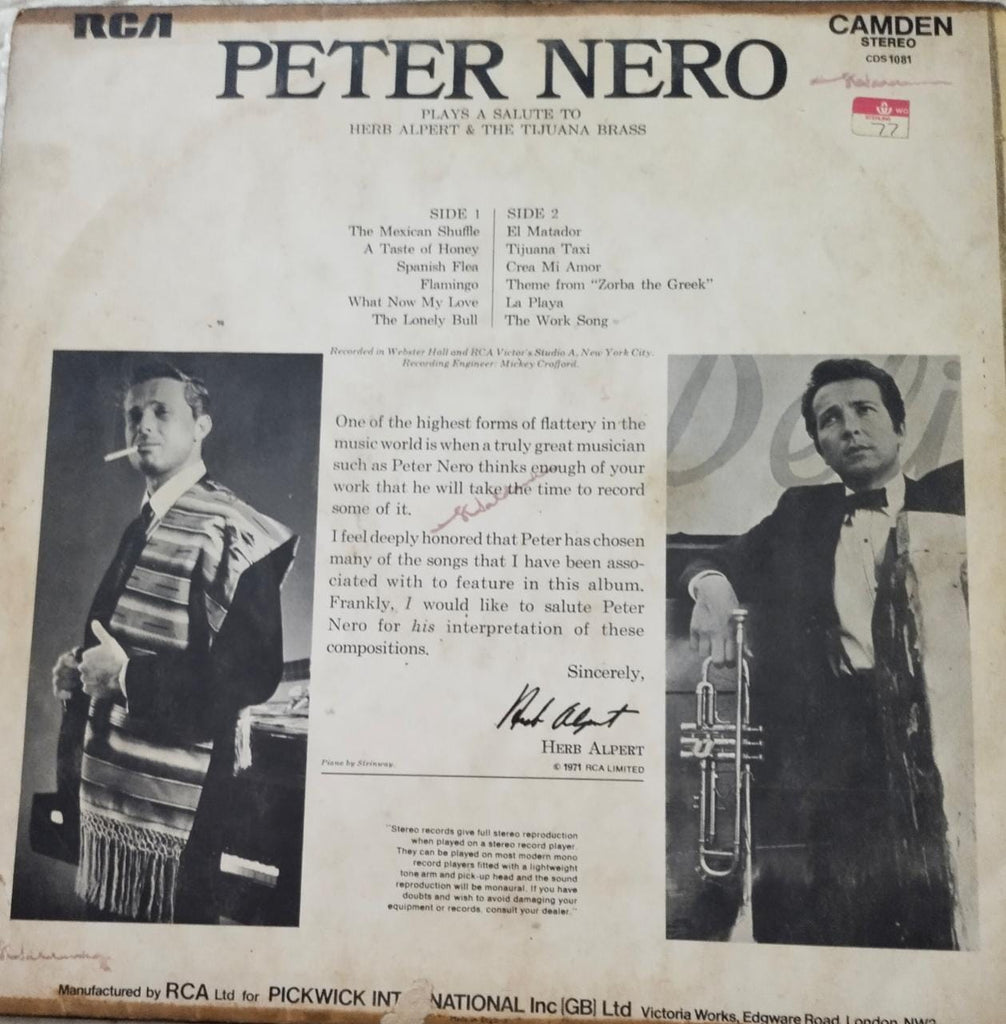 RCA
CAMDEN
STEREO
CDS 1081
PETER NERO
PLAYS A SALUTE TO
HERB ALPERT & THE TIJUANA BRASS
WO
77
SIDE 1
The Mexican Shuffle
A Taste of Honey
Spanish Flea
Flamingo
What Now My Love
The Lonely Bull
SIDE 2
El Matador
Tijuana Taxi
Crea Mi Amor
Theme from "Zorba the Greek"
La Playa
The Work Song
Recorded in Webster Hall and RCA Victor's Studio A, New York City.
Recording Engineer: Mickey Crofford.
Deli
One of the highest forms of flattery in the
music world is when a truly great musician
such as Peter Nero thinks enough of your
work that he will take the time to record
some of it.
I feel deeply honored that Peter has chosen
many of the songs that I have been asso-
ciated with to feature in this album.
Frankly, I would like to salute Peter
Nero for his interpretation of these
compositions.
Sincerely,
Herb Alpert
HERB ALPERT
Piano by Steinway.
© 1971 RCA LIMITED
"Stereo records give full stereo reproduction
when played on a stereo record player.
They can be played on most modern mono
record players fitted with a lightweight
tone arm and pick-up head and the sound
reproduction will be monaural. If you have
doubts and wish to avoid damaging your
equipment or records, consult your dealer."
Manufactured by RCA Ltd for PICKWICK INT NATIONAL Inc (GB) Ltd Victoria Works, Edgware Road, London, NW2